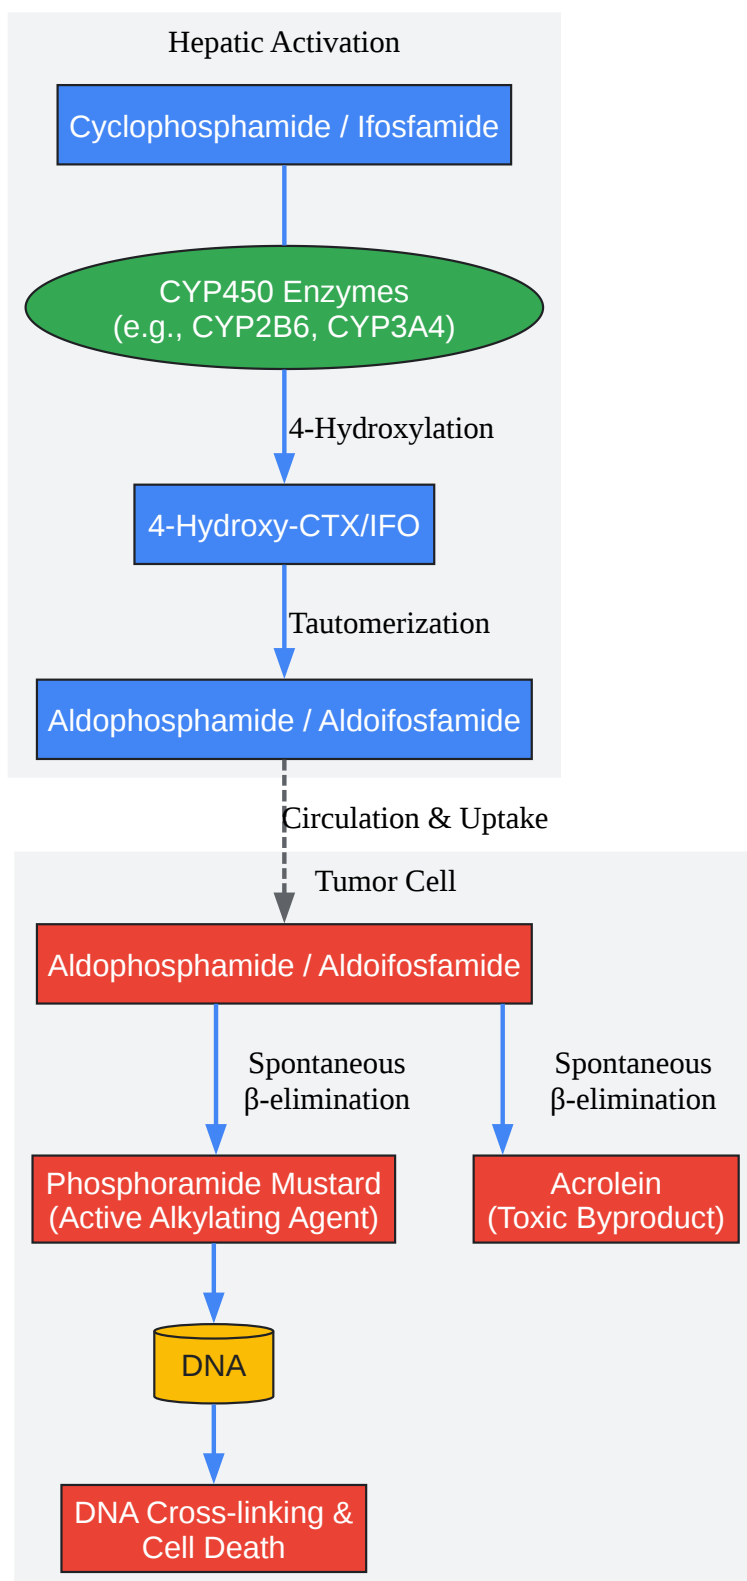 Hepatic Activation
Cyclophosphamide / Ifosfamide
CYP450 Enzymes
(e.g., CYP2B6, CYP3A4)
4-Hydroxylation
4-Hydroxy-CTX/IFO
Tautomerization
Aldophosphamide / Aldoifosfamide
Circulation & Uptake
Tumor Cell
Aldophosphamide / Aldoifosfamide
Spontaneous
β-elimination
Spontaneous
β-elimination
Phosphoramide Mustard
(Active Alkylating Agent)
Acrolein
(Toxic Byproduct)
DNA
DNA Cross-linking &
Cell Death